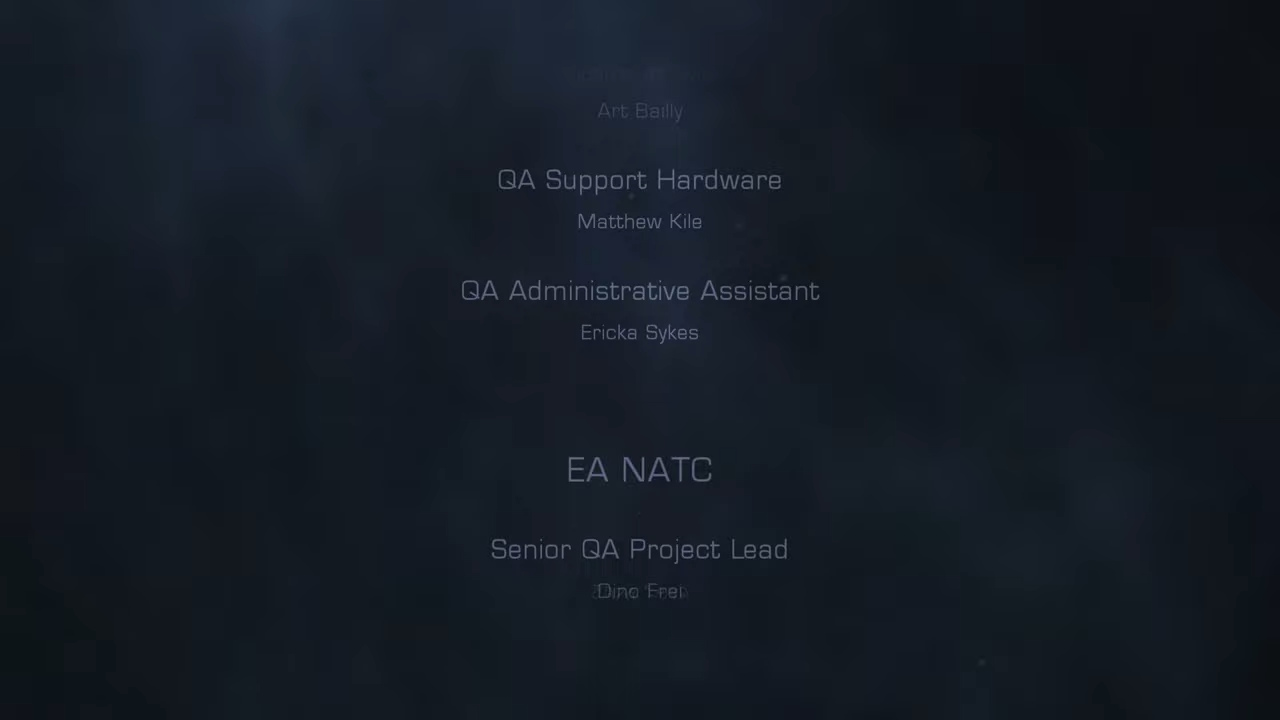 Art Bailly
QA Support Hardware
Matthew Kile
QA Administrative Assistant
Ericka Sykes
EA NATC
Senior QA Project Lead
Dino Frei